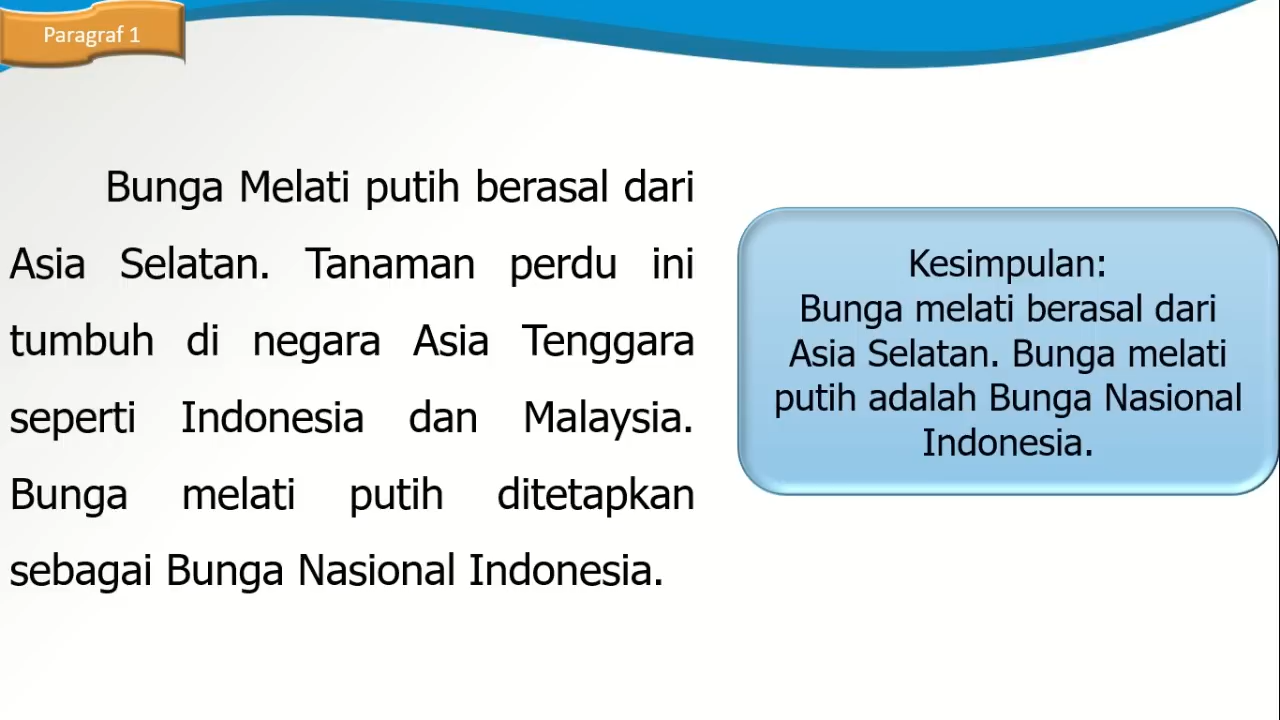 Paragraf 1
Bunga Melati putih berasal dari
Asia Selatan. Tanaman perdu ini
tumbuh di negara Asia Tenggara
seperti Indonesia dan Malaysia.
Bunga melati putih ditetapkan
sebagai Bunga Nasional Indonesia.
Kesimpulan:
Bunga melati berasal dari
Asia Selatan. Bunga melati
putih adalah Bunga Nasional
Indonesia.